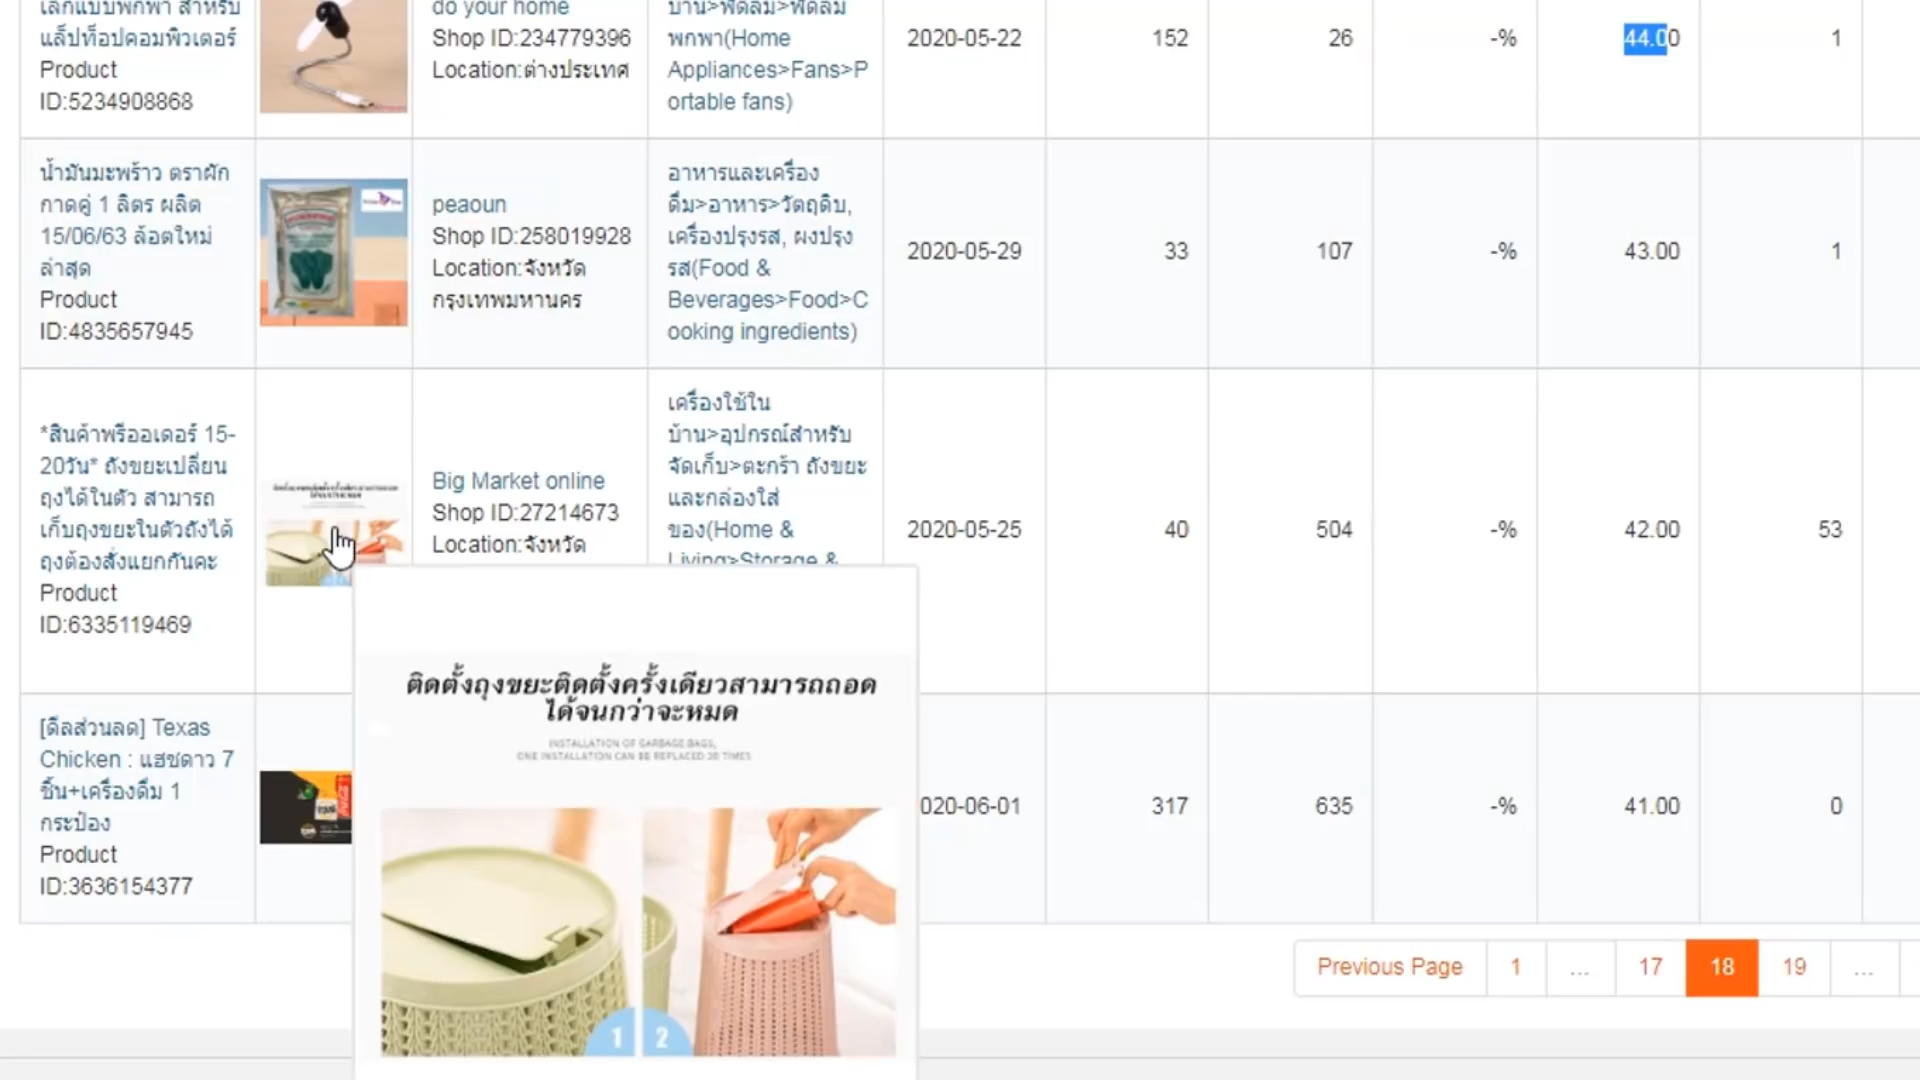 เล็กแบบพกพา สำหรับ
แล็ปท็อปคอมพิวเตอร์
Product
ID:5234908868
do your home
Shop ID:234779396
Location:ต่างประเทศ
บ้าน>พัดลม>พัดลม
พกพา(Home
Appliances>Fans>P
ortable fans)
2020-05-22
152
26
-%
44.00
1
น้ำมันมะพร้าว ตราผัก
กาดคู่ 1 ลิตร ผลิต
15/06/63 ล้อตใหม่
ล่าสุด
Product
ID:4835657945
peaoun
Shop ID:258019928
Location:จังหวัด
กรุงเทพมหานคร
อาหารและเครื่อง
ดื่ม>อาหาร>วัตถุดิบ,
เครื่องปรุงรส, ผงปรุง
รส(Food &
Beverages>Food>C
ooking ingredients)
2020-05-29
33
107
-%
43.00
1
*สินค้าพรีออเดอร์ 15-
20วัน* ถังขยะเปลี่ยน
ถุงได้ในตัว สามารถ
เก็บถุงขยะในตัวถังได้
ถุงต้องสั่งแยกกันคะ
Product
ID:6335119469
Big Market online
Shop ID:27214673
Location:จังหวัด
เครื่องใช้ใน
บ้าน>อุปกรณ์สำหรับ
จัดเก็บ>ตะกร้า ถังขยะ
และกล่องใส่
ของ(Home &
Living>Storage &
2020-05-25
40
504
-%
42.00
53
ติดตั้งถุงขยะติดตั้งครั้งเดียวสามารถถอด
ได้จนกว่าจะหมด
INSTALLATION OF GARBAGE BAGS,
ONE INSTALLATION CAN BE REPLACED 30 TIMES
1
2
[ดีลส่วนลด] Texas
Chicken : แฮชดาว 7
ชิ้น+เครื่องดื่ม 1
กระป๋อง
Product
ID:3636154377
020-06-01
317
635
-%
41.00
0
Previous Page
1
...
17
18
19
...